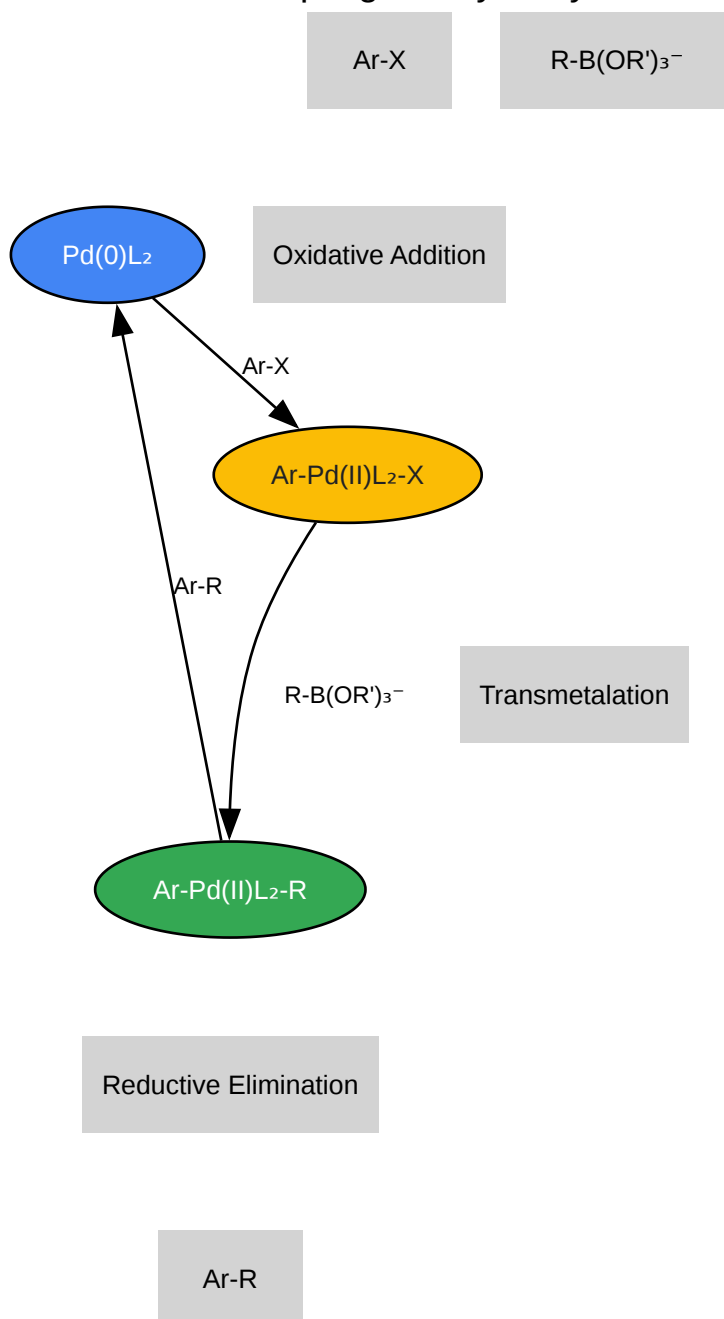 Ar-X
R-B(OR')₃⁻
Pd(0)L₂
Oxidative Addition
Ar-X
Ar-Pd(II)L₂-X
Ar-R
R-B(OR')₃⁻
Transmetalation
Ar-Pd(II)L₂-R
Reductive Elimination
Ar-R